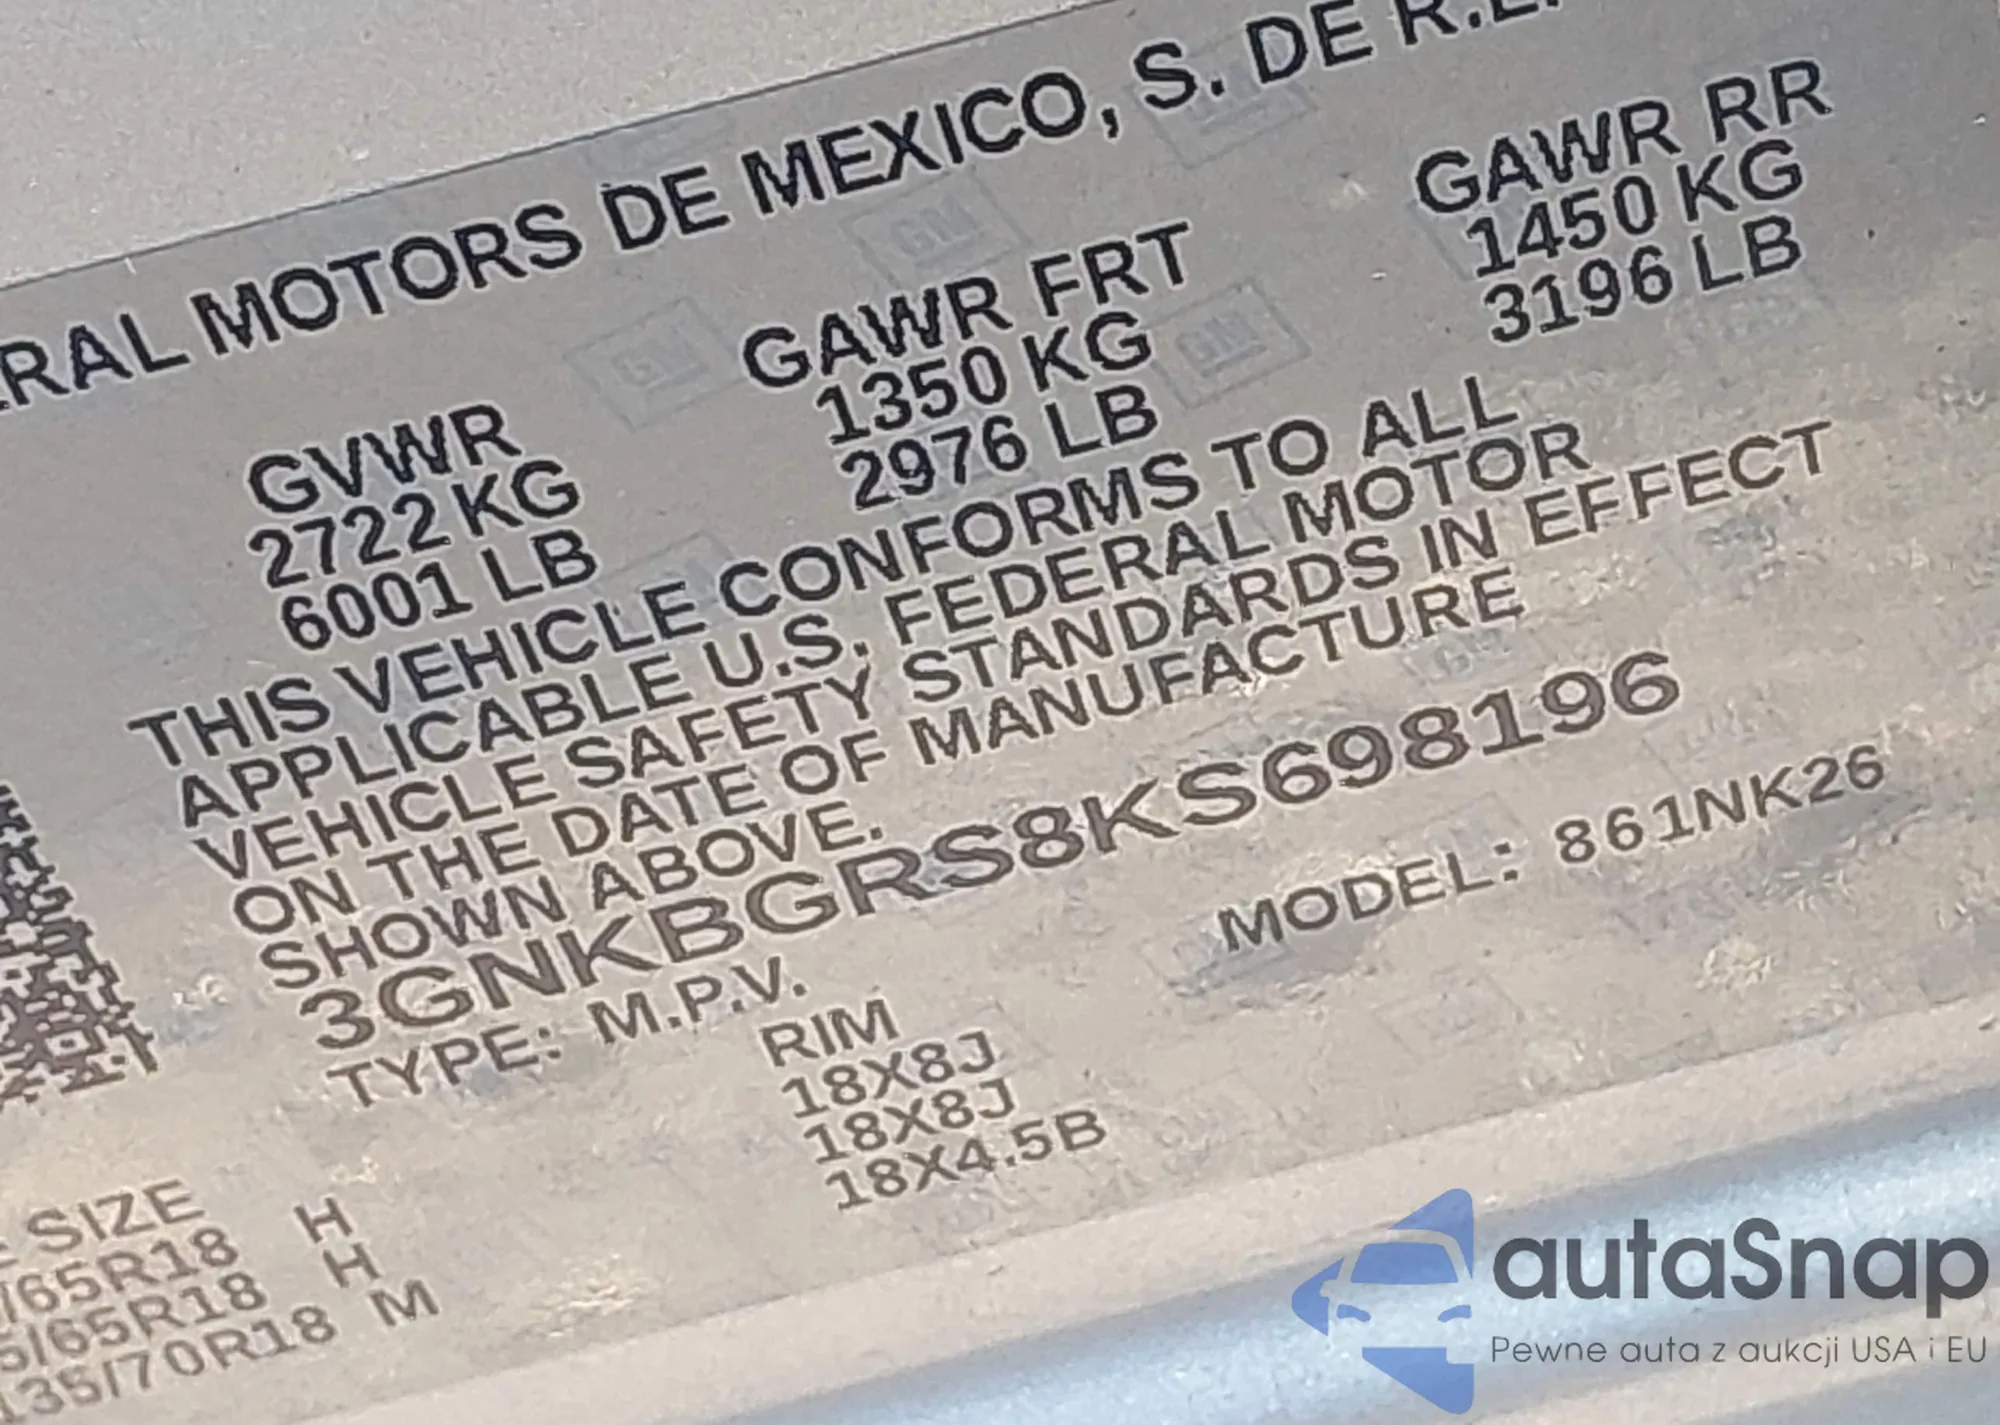 RAL MOTORS DE MEXICO, S. DE R.L.
GVWR GAWR FRT GAWR RR
2722 KG 1350 KG 1450 KG
6001 LB 2976 LB 3196 LB
THIS VEHICLE CONFORMS TO ALL
APPLICABLE U.S. FEDERAL MOTOR
VEHICLE SAFETY STANDARDS IN EFFECT
ON THE DATE OF MANUFACTURE
SHOWN ABOVE.
3GNKBGRS8KS698196
TYPE: M.P.V. MODEL: 861NK26
SIZE RIM
/65R18 H 18X8J
5/65R18 H 18X8J
135/70R18 M 18X4.5B
autaSnap
Pewne auta z aukcji USA i EU